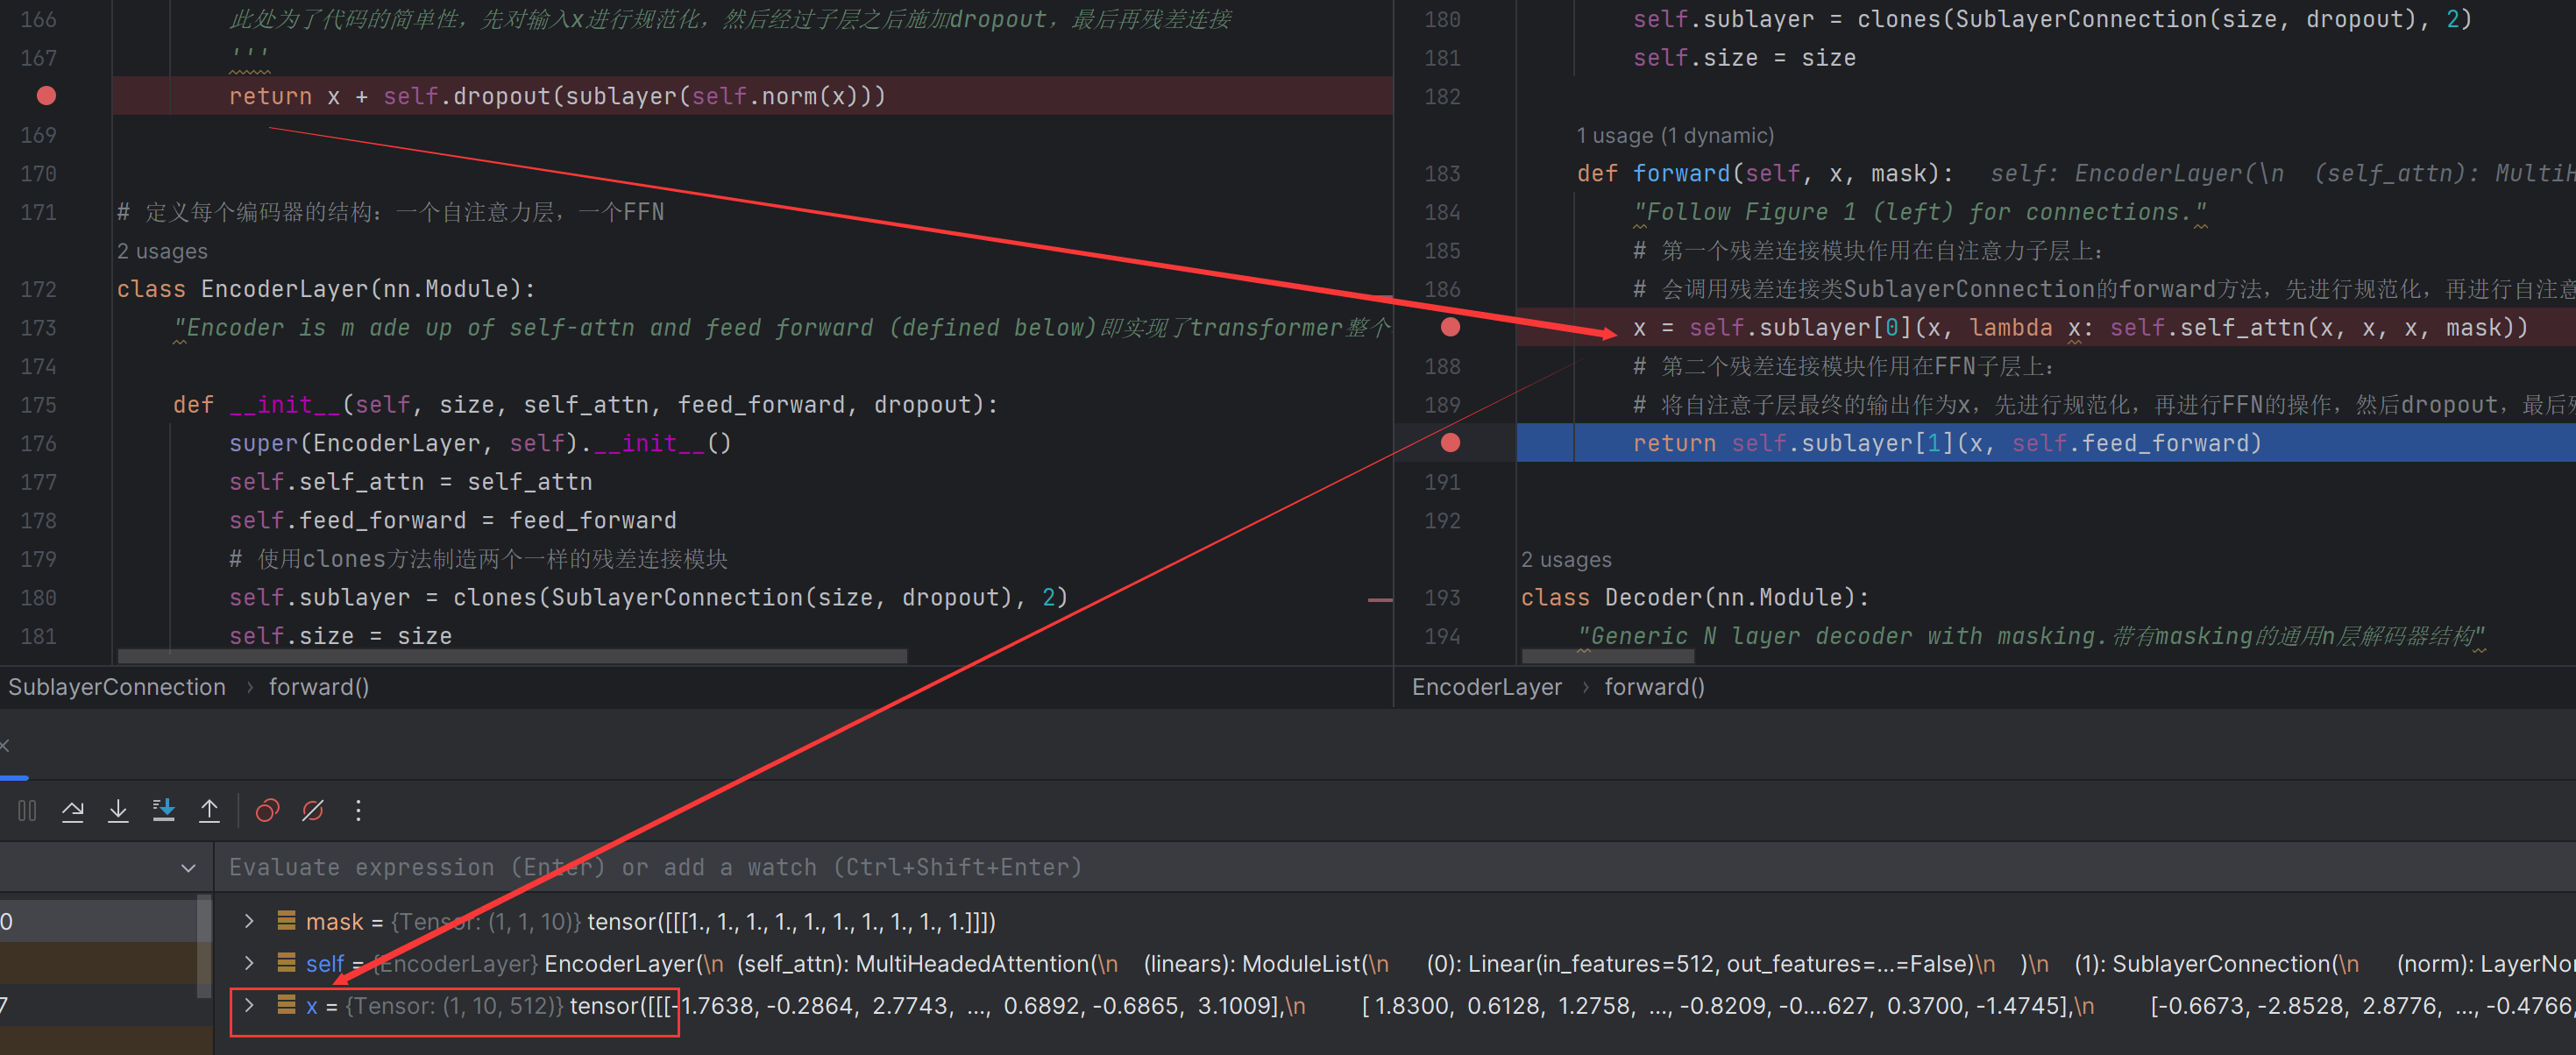 166 此处为了代码的简单性，先对输入x进行规范化，然后经过子层之后施加dropout，最后再残差连接
167 '''
return x + self.dropout(sublayer(self.norm(x)))
169
170
171 # 定义每个编码器的结构：一个自注意力层，一个FFN
2 usages
172 class EncoderLayer(nn.Module):
173 "Encoder is m ade up of self-attn and feed forward (defined below)即实现了transformer整个
174
175 def __init__(self, size, self_attn, feed_forward, dropout):
176 super(EncoderLayer, self).__init__()
177 self.self_attn = self_attn
178 self.feed_forward = feed_forward
179 # 使用clones方法制造两个一样的残差连接模块
180 self.sublayer = clones(SublayerConnection(size, dropout), 2)
181 self.size = size
SublayerConnection › forward()
180 self.sublayer = clones(SublayerConnection(size, dropout), 2)
181 self.size = size
182
1 usage (1 dynamic)
183 def forward(self, x, mask): self: EncoderLayer(\n (self_attn): MultiH
184 "Follow Figure 1 (left) for connections."
185 # 第一个残差连接模块作用在自注意力子层上：
186 # 会调用残差连接类SublayerConnection的forward方法，先进行规范化，再进行自注意
x = self.sublayer[0](x, lambda x: self.self_attn(x, x, x, mask))
188 # 第二个残差连接模块作用在FFN子层上：
189 # 将自注意子层最终的输出作为x，先进行规范化，再进行FFN的操作，然后dropout，最后残
return self.sublayer[1](x, self.feed_forward)
191
192
2 usages
193 class Decoder(nn.Module):
194 "Generic N layer decoder with masking.带有masking的通用n层解码器结构"
EncoderLayer › forward()
Evaluate expression (Enter) or add a watch (Ctrl+Shift+Enter)
0
mask = {Tensor: (1, 1, 10)} tensor([[[1., 1., 1., 1., 1., 1., 1., 1., 1., 1.]]])
self = {EncoderLayer} EncoderLayer(\n (self_attn): MultiHeadedAttention(\n (linears): ModuleList(\n (0): Linear(in_features=512, out_features=...=False)\n )\n (1): SublayerConnection(\n (norm): LayerNor
7
x = {Tensor: (1, 10, 512)} tensor([[[-1.7638, -0.2864, 2.7743, ..., 0.6892, -0.6865, 3.1009],\n [ 1.8300, 0.6128, 1.2758, ..., -0.8209, -0....627, 0.3700, -1.4745],\n [-0.6673, -2.8528, 2.8776, ..., -0.4766,